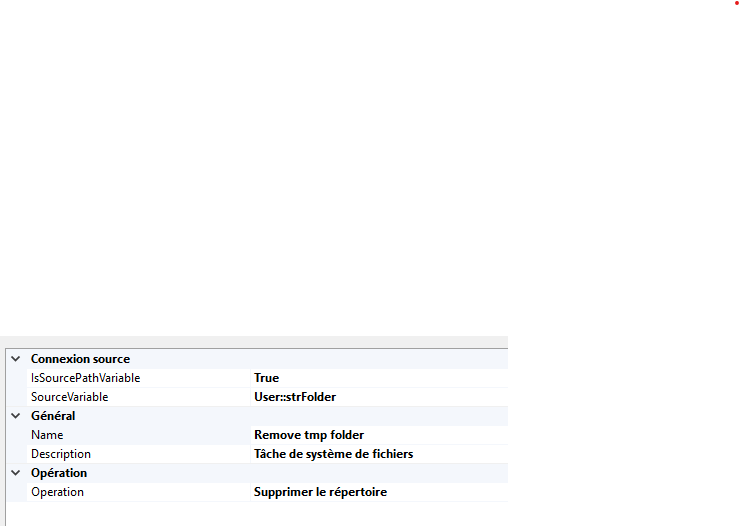 Connexion source
IsSourcePathVariable True
SourceVariable User::strFolder
Général
Name Remove tmp folder
Description Tâche de système de fichiers
Opération
Operation Supprimer le répertoire